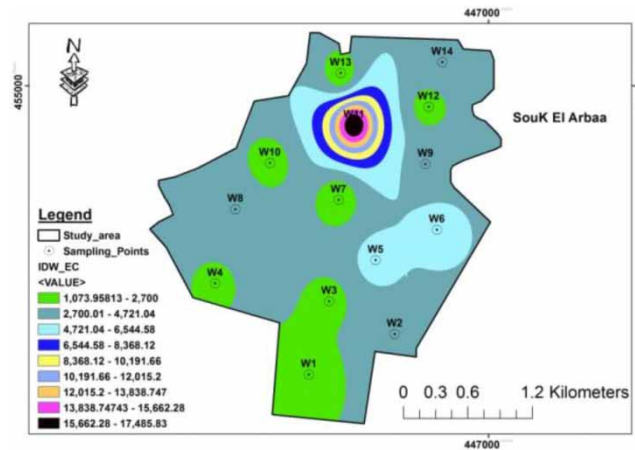 447000
N
455000
W14
W13
W12
W11
SouK El Arbaa
W10
W9
W7
W8
W6
W5
W4
W3
W2
W1
Legend
Study_area
Sampling_Points
IDW_EC
<VALUE>
1,073.95813 - 2,700
2,700.01 - 4,721.04
4,721.04 - 6,544.58
6,544.58 - 8,368.12
8,368.12 - 10,191.66
10,191.66 - 12,015.2
12,015.2 - 13,838.747
13,838.74743 - 15,662.28
15,662.28 - 17,485.83
0 0.3 0.6 1.2 Kilometers
447000